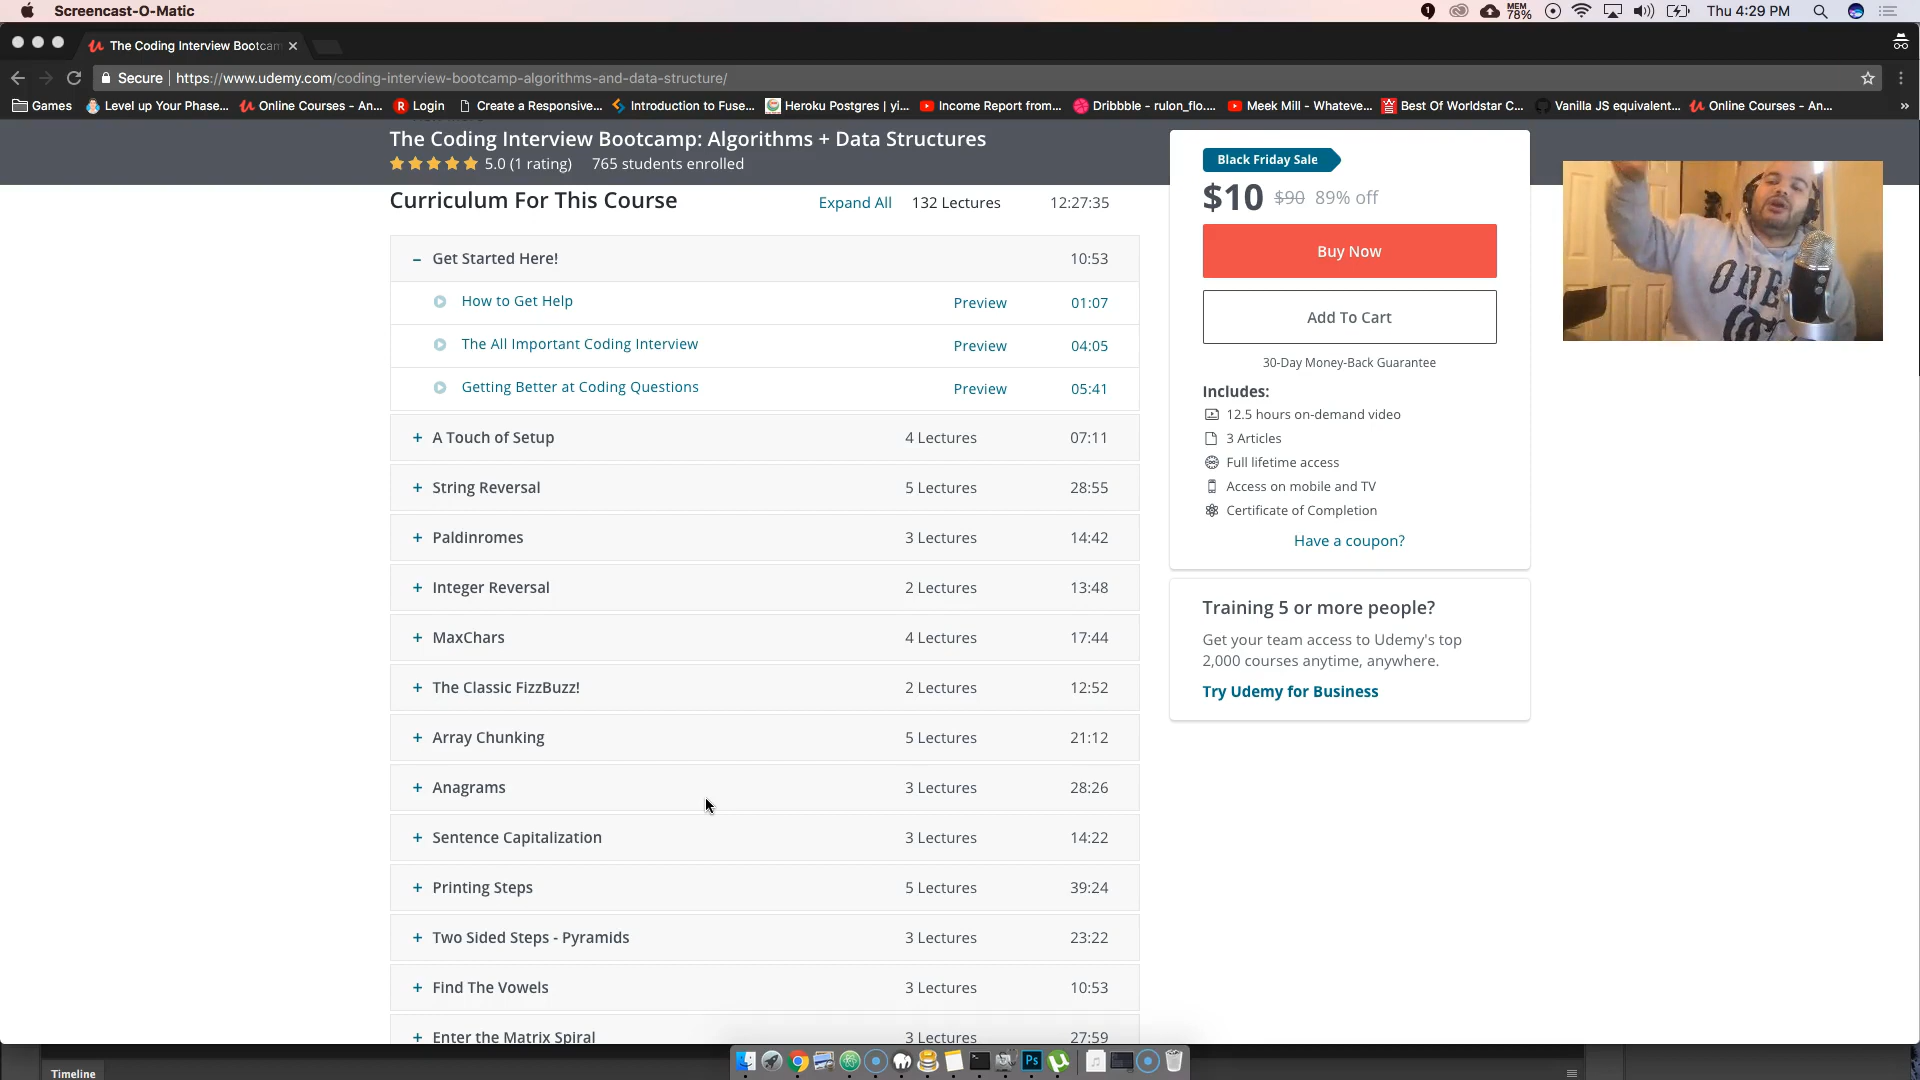 Screencast-O-Matic
MEM
78%
Thu 4:29 PM
The Coding Interview Bootcam
Secure
https://www.udemy.com/coding-interview-bootcamp-algorithms-and-data-structure/
Games
Level up Your Phase...
Online Courses - An...
Login
Create a Responsive...
Introduction to Fuse...
Heroku Postgres | yi...
Income Report from...
Dribbble - rulon_flo....
Meek Mill - Whateve...
Best Of Worldstar C...
Vanilla JS equivalent...
Online Courses - An...
The Coding Interview Bootcamp: Algorithms + Data Structures
5.0 (1 rating) 765 students enrolled
Curriculum For This Course
Expand All 132 Lectures 12:27:35
– Get Started Here! 10:53
How to Get Help Preview 01:07
The All Important Coding Interview Preview 04:05
Getting Better at Coding Questions Preview 05:41
+ A Touch of Setup 4 Lectures 07:11
+ String Reversal 5 Lectures 28:55
+ Paldinromes 3 Lectures 14:42
+ Integer Reversal 2 Lectures 13:48
+ MaxChars 4 Lectures 17:44
+ The Classic FizzBuzz! 2 Lectures 12:52
+ Array Chunking 5 Lectures 21:12
+ Anagrams 3 Lectures 28:26
+ Sentence Capitalization 3 Lectures 14:22
+ Printing Steps 5 Lectures 39:24
+ Two Sided Steps - Pyramids 3 Lectures 23:22
+ Find The Vowels 3 Lectures 10:53
+ Enter the Matrix Spiral 3 Lectures 27:59
Black Friday Sale
$10 $90 89% off
Buy Now
Add To Cart
30-Day Money-Back Guarantee
Includes:
12.5 hours on-demand video
3 Articles
Full lifetime access
Access on mobile and TV
Certificate of Completion
Have a coupon?
Training 5 or more people?
Get your team access to Udemy's top
2,000 courses anytime, anywhere.
Try Udemy for Business
Ps
Timeline